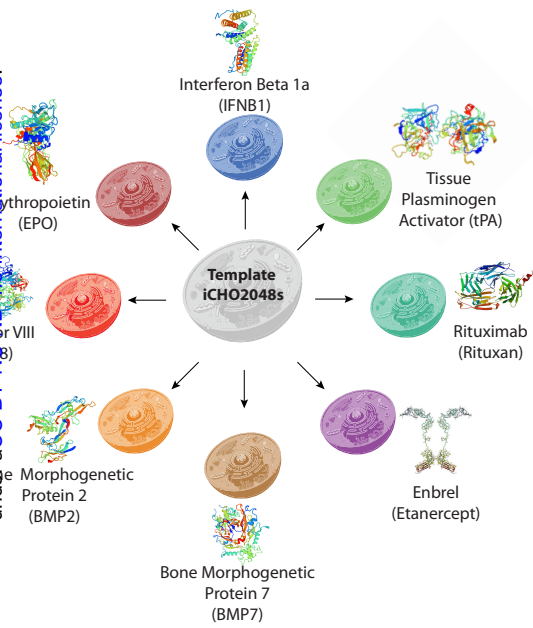 Interferon Beta 1a
(IFNB1)
Tissue
Plasminogen
Activator (tPA)
ythropoietin
(EPO)
Template
iCHO2048s
Rituximab
(Rituxan)
or VIII
8)
e Morphogenetic
Protein 2
(BMP2)
Enbrel
(Etanercept)
Bone Morphogenetic
Protein 7
(BMP7)